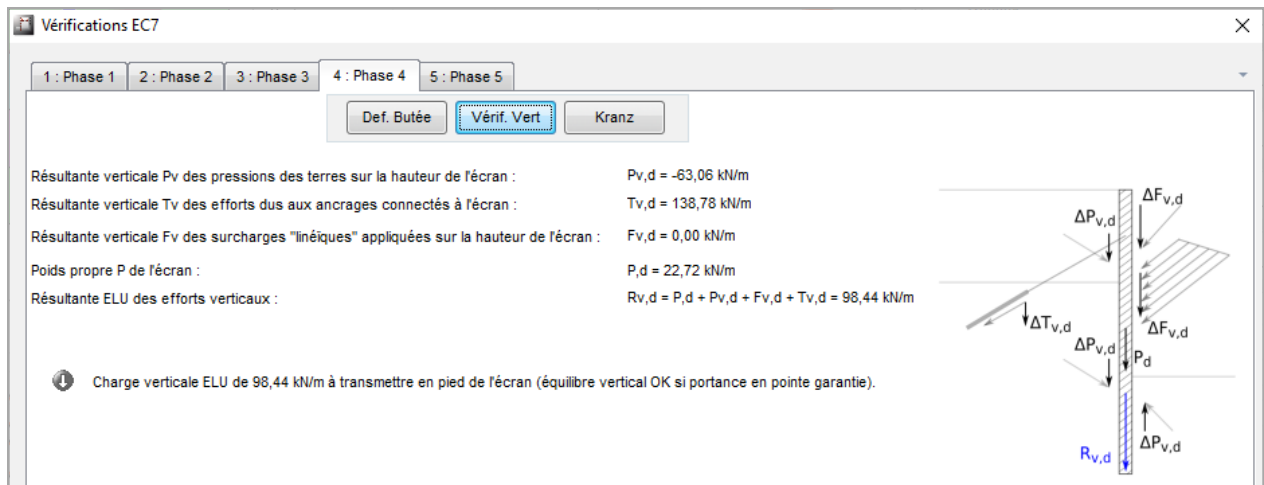 Vérifications EC7
1 : Phase 1 2 : Phase 2 3 : Phase 3 4 : Phase 4 5 : Phase 5
Def. Butée Vérif. Vert Kranz
Résultante verticale Pv des pressions des terres sur la hauteur de l'écran : Pv,d = -63,06 kN/m
Résultante verticale Tv des efforts dus aux ancrages connectés à l'écran : Tv,d = 138,78 kN/m
Résultante verticale Fv des surcharges "linéïques" appliquées sur la hauteur de l'écran : Fv,d = 0,00 kN/m
Poids propre P de l'écran : P,d = 22,72 kN/m
Résultante ELU des efforts verticaux : Rv,d = P,d + Pv,d + Fv,d + Tv,d = 98,44 kN/m
Charge verticale ELU de 98,44 kN/m à transmettre en pied de l'écran (équilibre vertical OK si portance en pointe garantie).
ΔFv,d
ΔPv,d
ΔTv,d
ΔFv,d
ΔPv,d
Pd
ΔPv,d
Rv,d